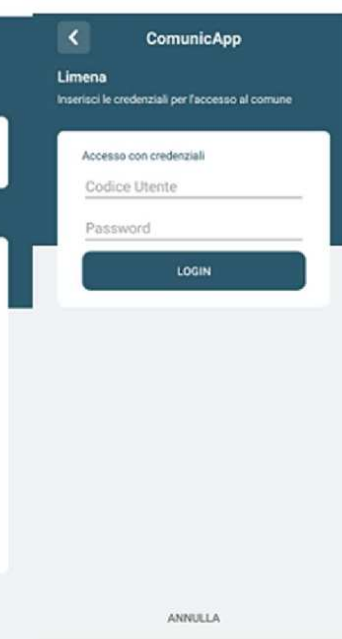 ComunicApp
Limena
Inserisci le credenziali per l'accesso al comune
Accesso con credenziali
Codice Utente
Password
LOGIN
ANNULLA